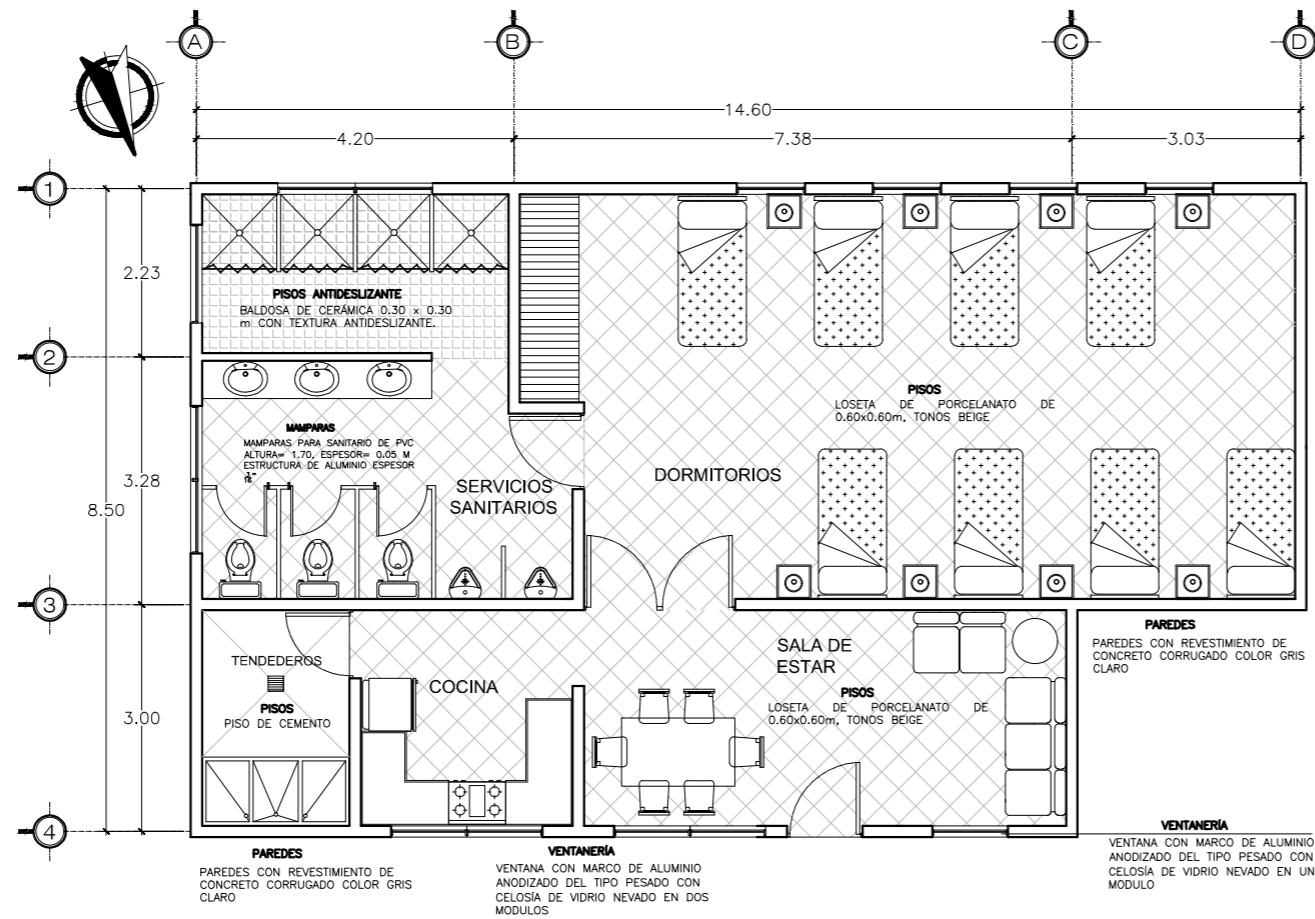 A
B
C
D
14.60
4.20
7.38
3.03
1
2.23
PISOS ANTIDESLIZANTE
BALDOSA DE CERÁMICA 0.30 x 0.30
m CON TEXTURA ANTIDESLIZANTE.
2
PISOS
LOSETA DE PORCELANATO DE
0.60x0.60m, TONOS BEIGE
MAMPARAS
MAMPARAS PARA SANITARIO DE PVC
ALTURA= 1.70, ESPESOR= 0.05 M
ESTRUCTURA DE ALUMINIO ESPESOR
3.28
8.50
SERVICIOS
SANITARIOS
DORMITORIOS
3
PAREDES
PAREDES CON REVESTIMIENTO DE
CONCRETO CORRUGADO COLOR GRIS
CLARO
TENDEDEROS
PISOS
PISO DE CEMENTO
COCINA
SALA DE
ESTAR
PISOS
LOSETA DE PORCELANATO DE
0.60x0.60m, TONOS BEIGE
3.00
4
PAREDES
PAREDES CON REVESTIMIENTO DE
CONCRETO CORRUGADO COLOR GRIS
CLARO
VENTANERÍA
VENTANA CON MARCO DE ALUMINIO
ANODIZADO DEL TIPO PESADO CON
CELOSÍA DE VIDRIO NEVADO EN DOS
MODULOS
VENTANERÍA
VENTANA CON MARCO DE ALUMINIO
ANODIZADO DEL TIPO PESADO CON
CELOSÍA DE VIDRIO NEVADO EN UN
MODULO